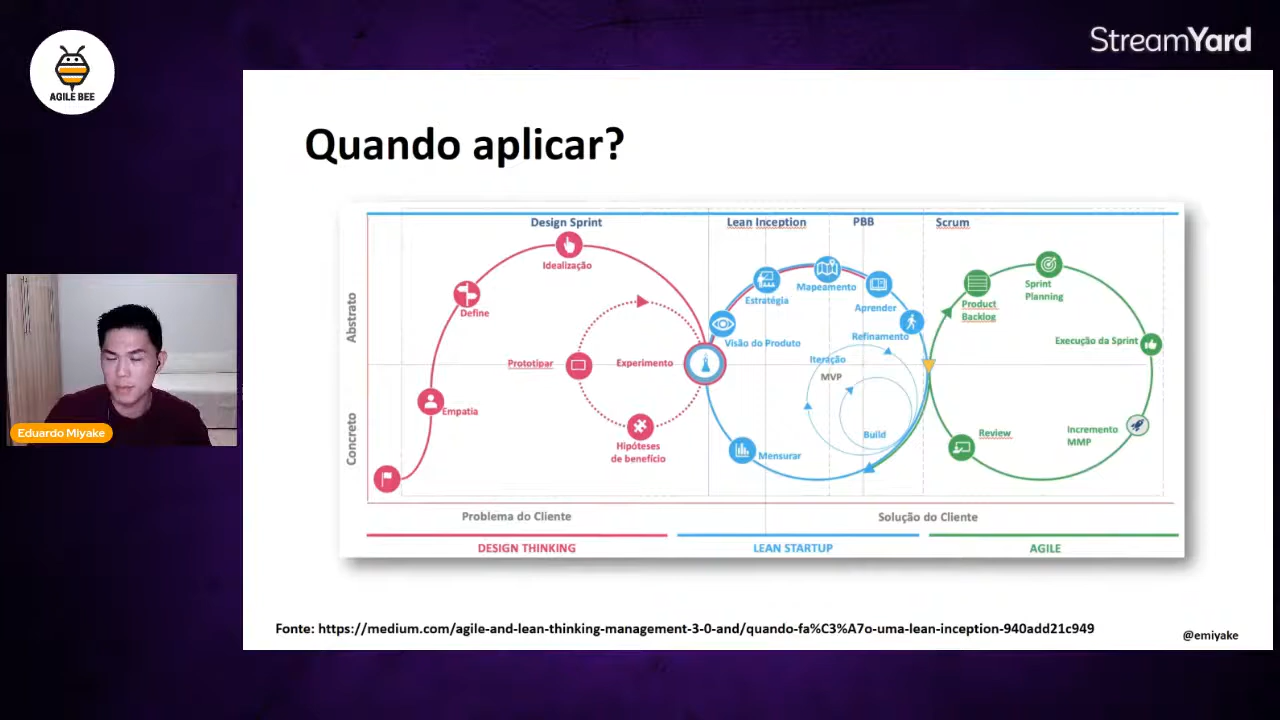 AGILE BEE
StreamYard
Quando aplicar?
Design Sprint
Lean Inception
PBB
Scrum
Abstrato
Concreto
Idealização
Define
Empatia
Prototipar
Experimento
Hipóteses
de benefício
Estratégia
Mapeamento
Aprender
Visão do Produto
Refinamento
Iteração
MVP
Build
Mensurar
Product
Backlog
Sprint
Planning
Execução da Sprint
Incremento
MMP
Review
Problema do Cliente
Solução do Cliente
DESIGN THINKING
LEAN STARTUP
AGILE
Eduardo Miyake
Fonte: https://medium.com/agile-and-lean-thinking-management-3-0-and/quando-fa%C3%A7o-uma-lean-inception-940add21c949
@emiyake